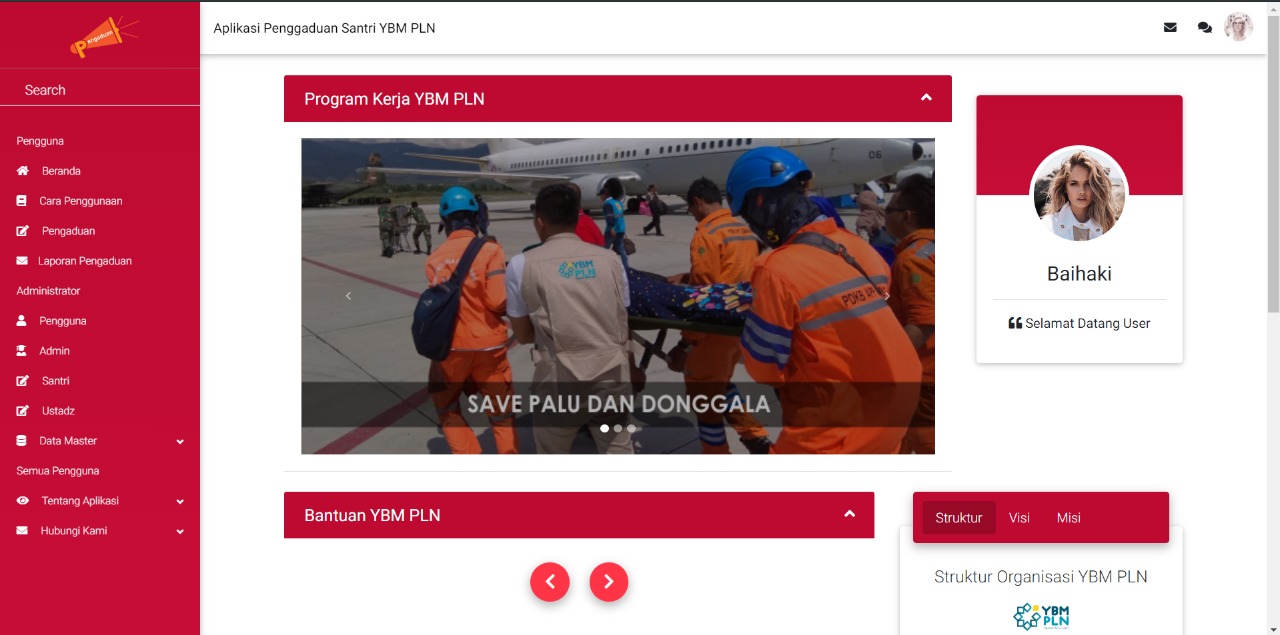 Pengaduan
Aplikasi Penggaduan Santri YBM PLN
Search
Pengguna
Beranda
Cara Penggunaan
Pengaduan
Laporan Pengaduan
Administrator
Pengguna
Admin
Santri
Ustadz
Data Master
Semua Pengguna
Tentang Aplikasi
Hubungi Kami
Program Kerja YBM PLN
06
YBM
PLN
SAVE PALU DAN DONGGALA
Baihaki
Selamat Datang User
Bantuan YBM PLN
Struktur Visi Misi
Struktur Organisasi YBM PLN
YBM
PLN